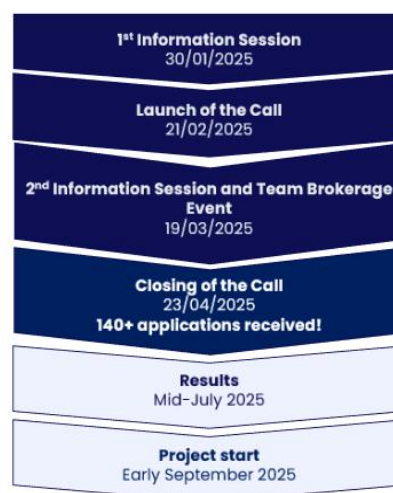 1st Information Session
30/01/2025
Launch of the Call
21/02/2025
2nd Information Session and Team Brokerage
Event
19/03/2025
Closing of the Call
23/04/2025
140+ applications received!
Results
Mid-July 2025
Project start
Early September 2025